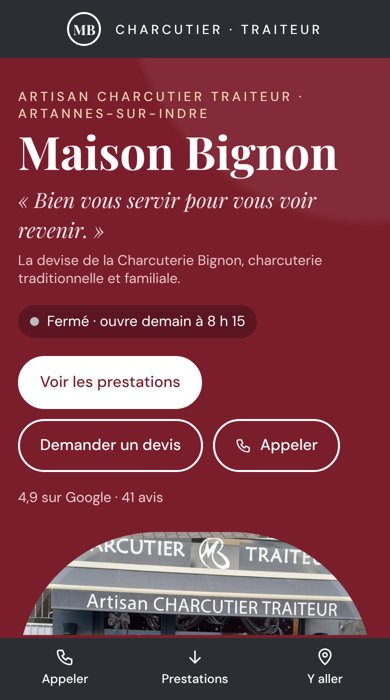 MB CHARCUTIER · TRAITEUR
ARTISAN CHARCUTIER TRAITEUR ·
ARTANNES-SUR-INDRE
Maison Bignon
« Bien vous servir pour vous voir
revenir. »
La devise de la Charcuterie Bignon, charcuterie
traditionnelle et familiale.
Fermé · ouvre demain à 8 h 15
Voir les prestations
Demander un devis
Appeler
4,9 sur Google · 41 avis
ARCUTIER B TRAITEU
Artisan CHARCUTIER TRAITEUR
Appeler
Prestations
Y aller